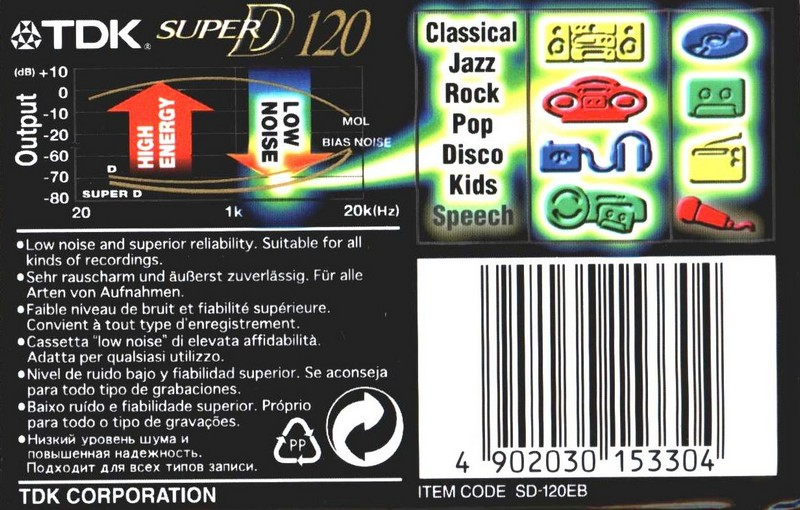 TDK® SUPER D 120
(dB) +10
0
-10
-20
-60
-70
-80
Output
HIGH ENERGY
LOW NOISE
MOL
BIAS NOISE
D
SUPER D
20 1k 20k(Hz)
Classical
Jazz
Rock
Pop
Disco
Kids
Speech
•Low noise and superior reliability. Suitable for all
kinds of recordings.
•Sehr rauscharm und äußerst zuverlässig. Für alle
Arten von Aufnahmen.
•Faible niveau de bruit et fiabilité supérieure.
Convient à tout type d'enregistrement.
•Cassetta "low noise" di elevata affidabilità.
Adatta per qualsiasi utilizzo.
•Nivel de ruido bajo y fiabilidad superior. Se aconseja
para todo tipo de grabaciones.
•Baixo ruído e fiabilidade superior. Próprio
para todo o tipo de gravações.
•Низкий уровень шума и
повышенная надежность.
Подходит для всех типов записи.
PP
TDK CORPORATION
4 902030 153304
ITEM CODE SD-120EB